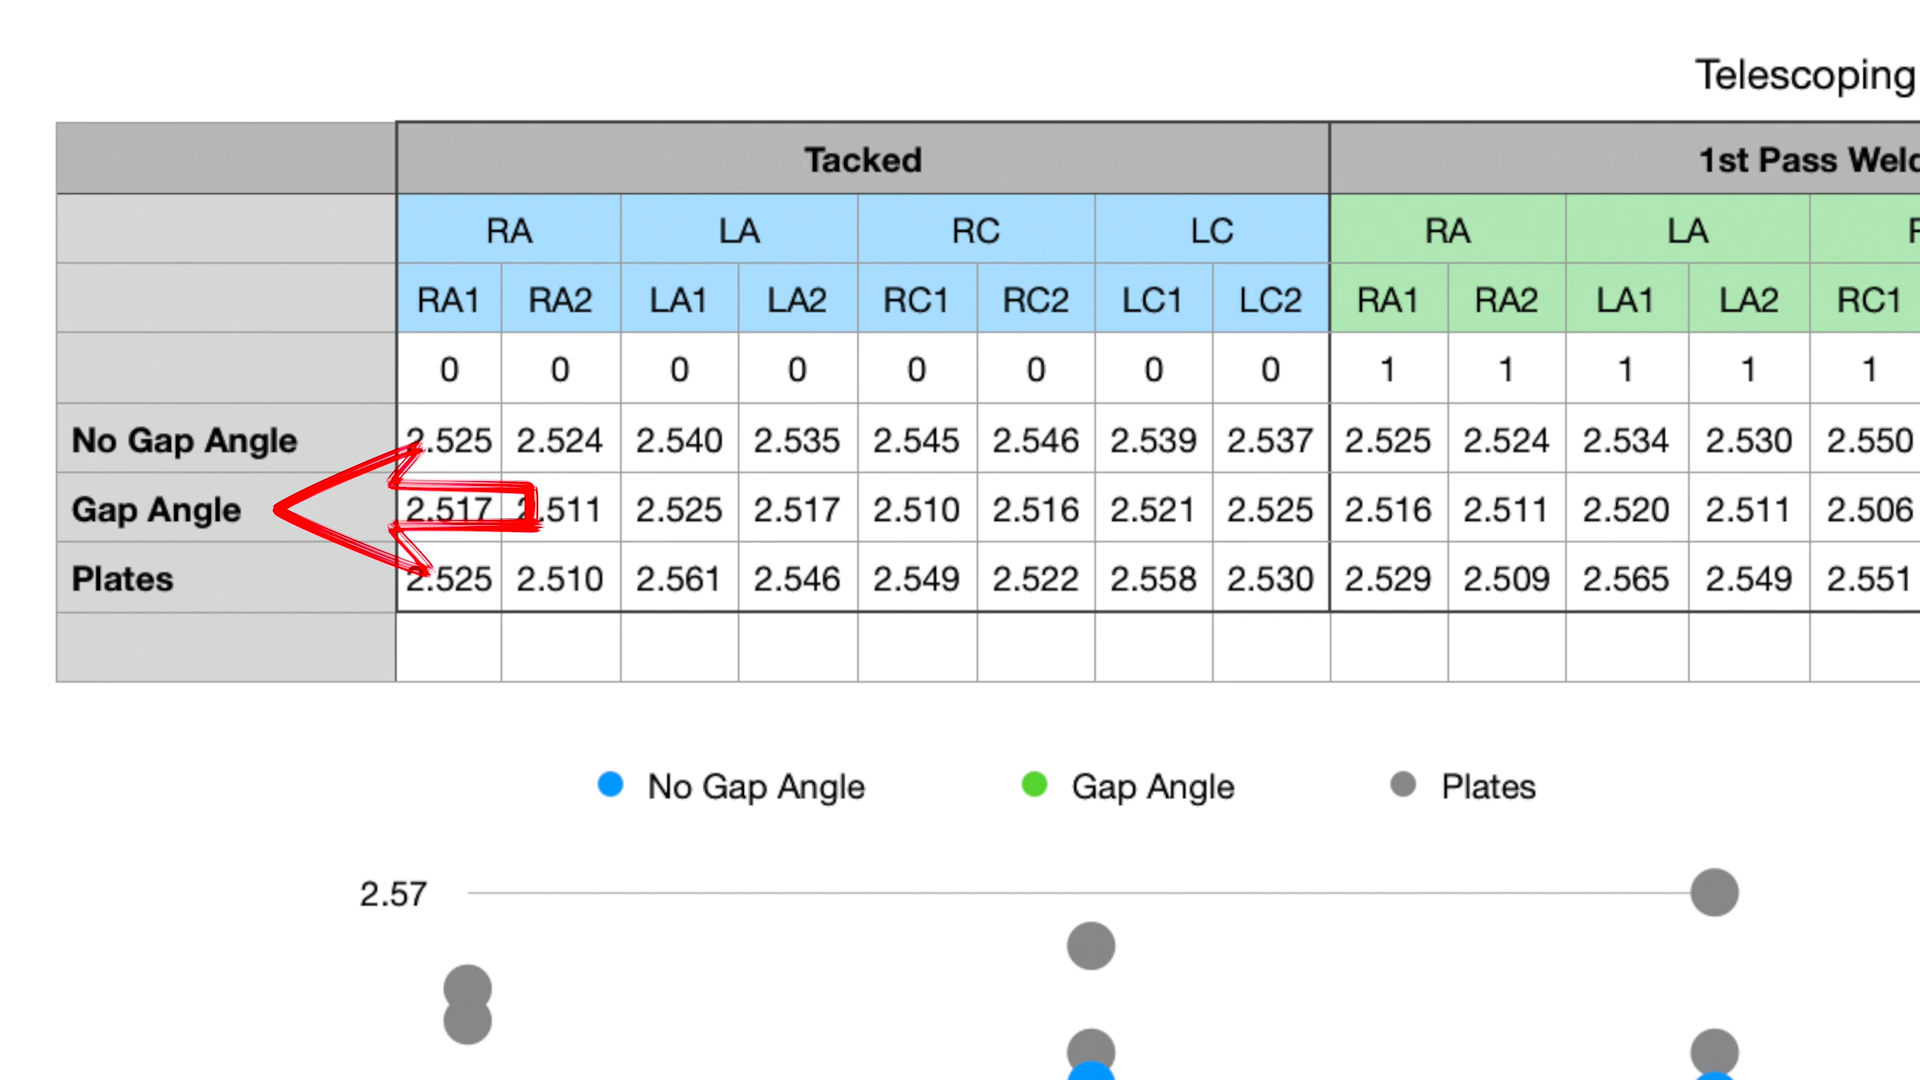 Telescoping
Tacked 1st Pass Weld
RA LA RC LC RA LA
RA1 RA2 LA1 LA2 RC1 RC2 LC1 LC2 RA1 RA2 LA1 LA2 RC1
0 0 0 0 0 0 0 0 1 1 1 1 1
No Gap Angle 2.525 2.524 2.540 2.535 2.545 2.546 2.539 2.537 2.525 2.524 2.534 2.530 2.550
Gap Angle 2.517 2.511 2.525 2.517 2.510 2.516 2.521 2.525 2.516 2.511 2.520 2.511 2.506
Plates 2.525 2.510 2.561 2.546 2.549 2.522 2.558 2.530 2.529 2.509 2.565 2.549 2.551
No Gap Angle Gap Angle Plates
2.57